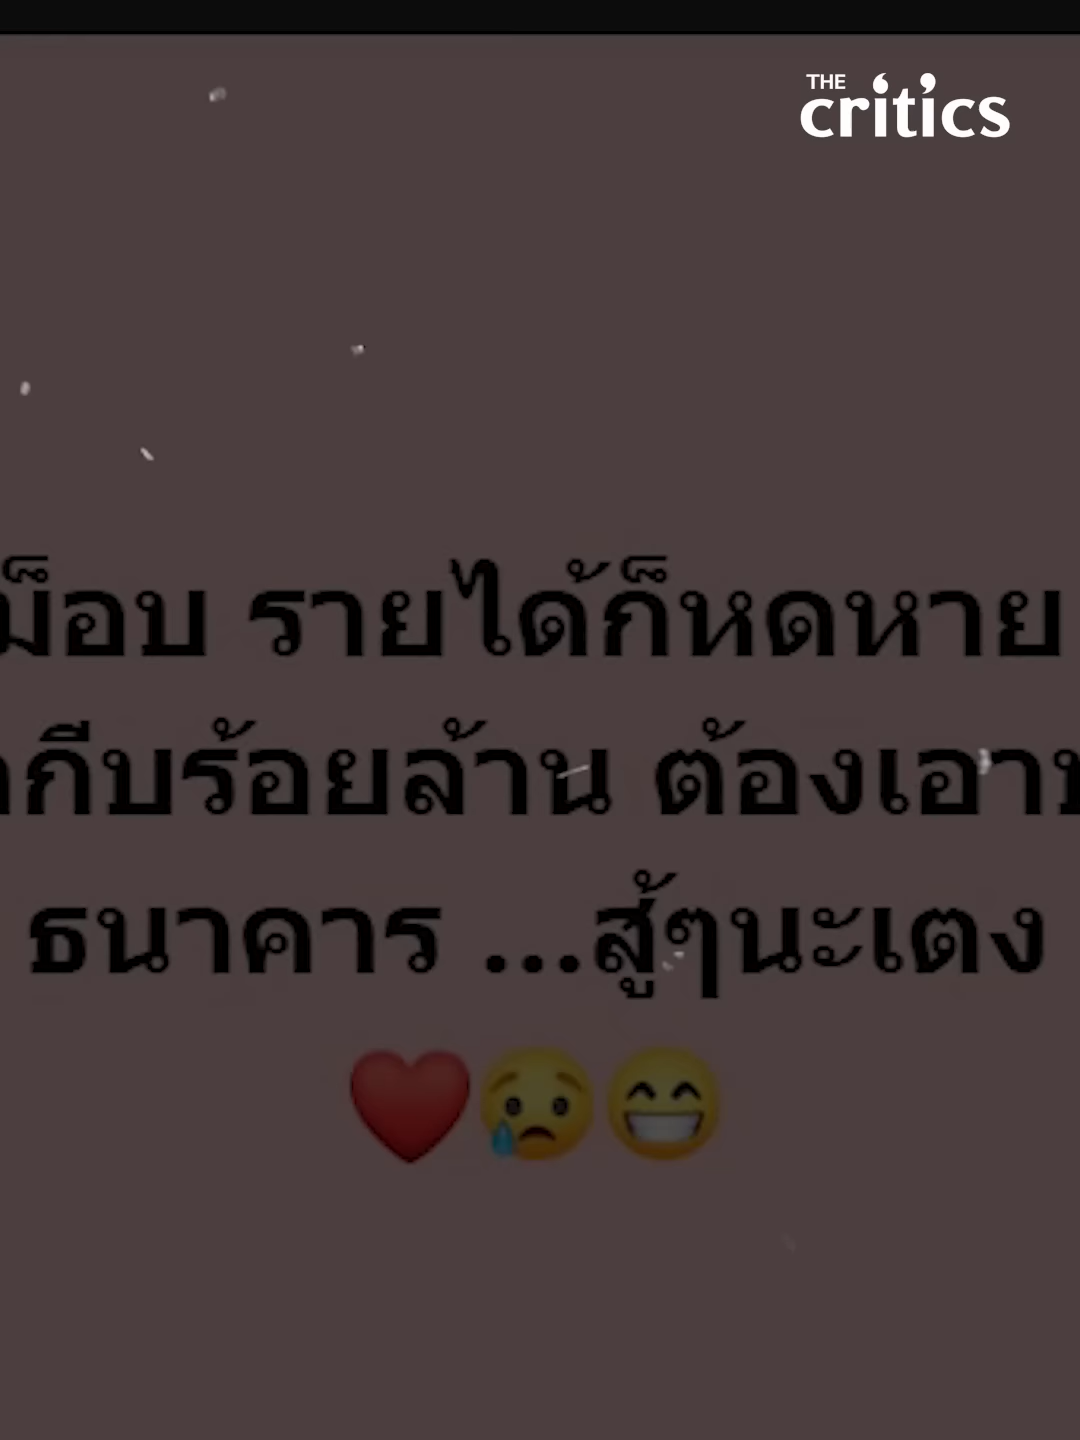 THE
critics
ม็อบ รายได้ก็หดหาย
กีบร้อยล้าน ต้องเอา
ธนาคาร ...สู้ๆนะเตง
❤️😢😁